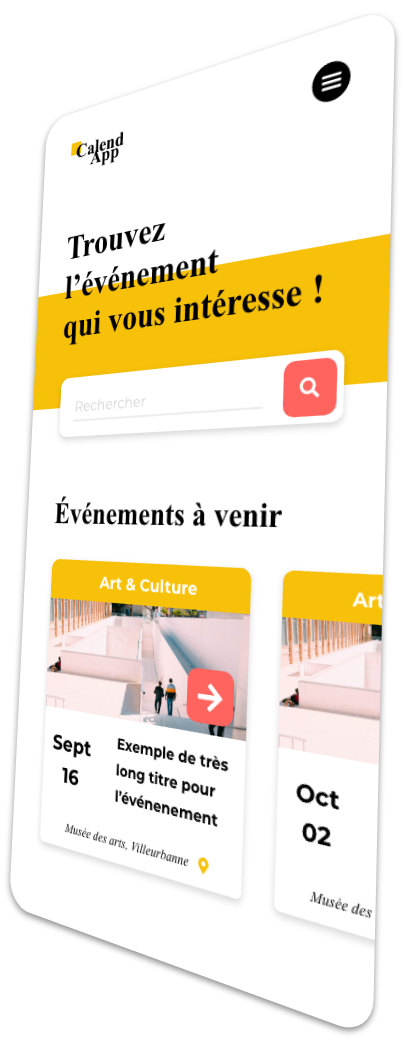 Calend
App
Trouvez
l'événement
qui vous intéresse !
Rechercher
Événements à venir
Art & Culture
Sept
16
Exemple de très
long titre pour
l'événenement
Musée des arts, Villeurbanne
Art
Oct
02
Musée des